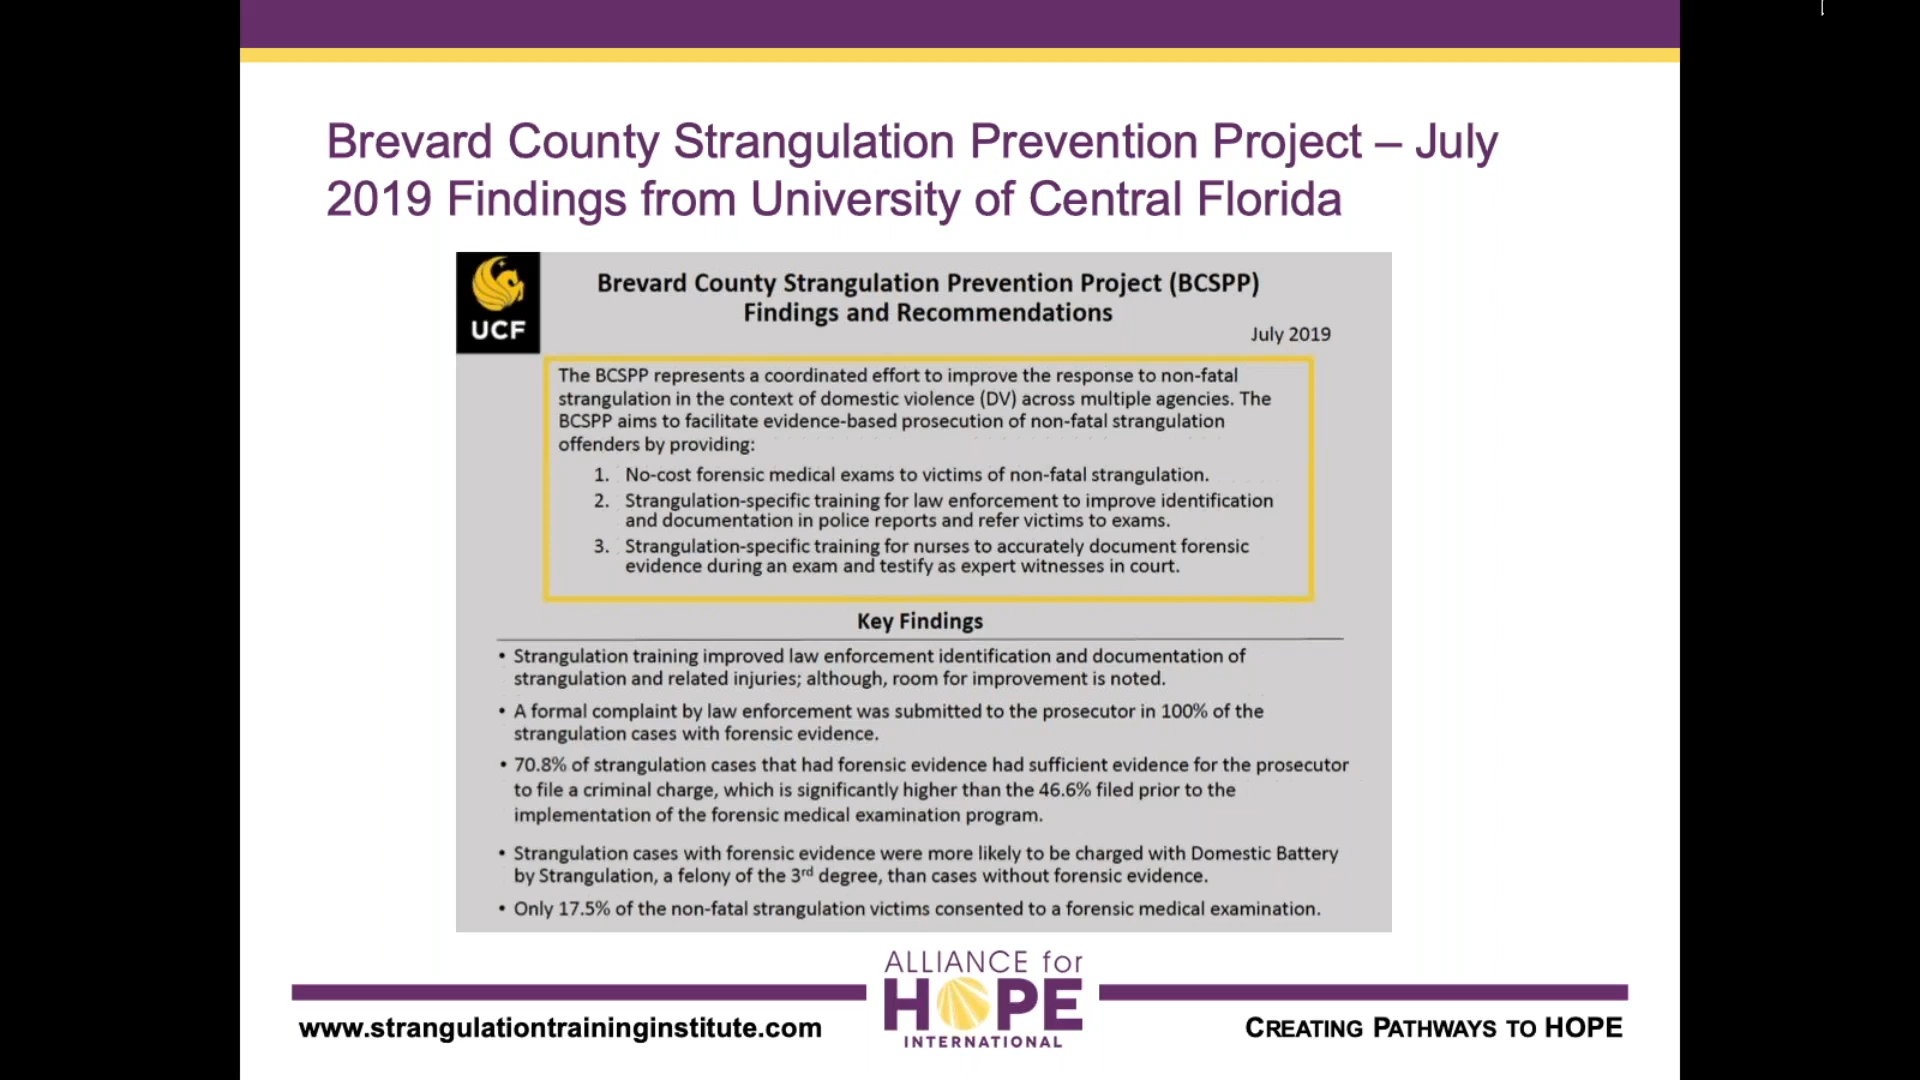 Brevard County Strangulation Prevention Project – July
2019 Findings from University of Central Florida
UCF
Brevard County Strangulation Prevention Project (BCSPP)
Findings and Recommendations
July 2019
The BCSPP represents a coordinated effort to improve the response to non-fatal
strangulation in the context of domestic violence (DV) across multiple agencies. The
BCSPP aims to facilitate evidence-based prosecution of non-fatal strangulation
offenders by providing:
1. No-cost forensic medical exams to victims of non-fatal strangulation.
2. Strangulation-specific training for law enforcement to improve identification
and documentation in police reports and refer victims to exams.
3. Strangulation-specific training for nurses to accurately document forensic
evidence during an exam and testify as expert witnesses in court.
Key Findings
• Strangulation training improved law enforcement identification and documentation of
strangulation and related injuries; although, room for improvement is noted.
• A formal complaint by law enforcement was submitted to the prosecutor in 100% of the
strangulation cases with forensic evidence.
• 70.8% of strangulation cases that had forensic evidence had sufficient evidence for the prosecutor
to file a criminal charge, which is significantly higher than the 46.6% filed prior to the
implementation of the forensic medical examination program.
• Strangulation cases with forensic evidence were more likely to be charged with Domestic Battery
by Strangulation, a felony of the 3rd degree, than cases without forensic evidence.
• Only 17.5% of the non-fatal strangulation victims consented to a forensic medical examination.
ALLIANCE for
HOPE
INTERNATIONAL
www.strangulationtraininginstitute.com
CREATING PATHWAYS TO HOPE